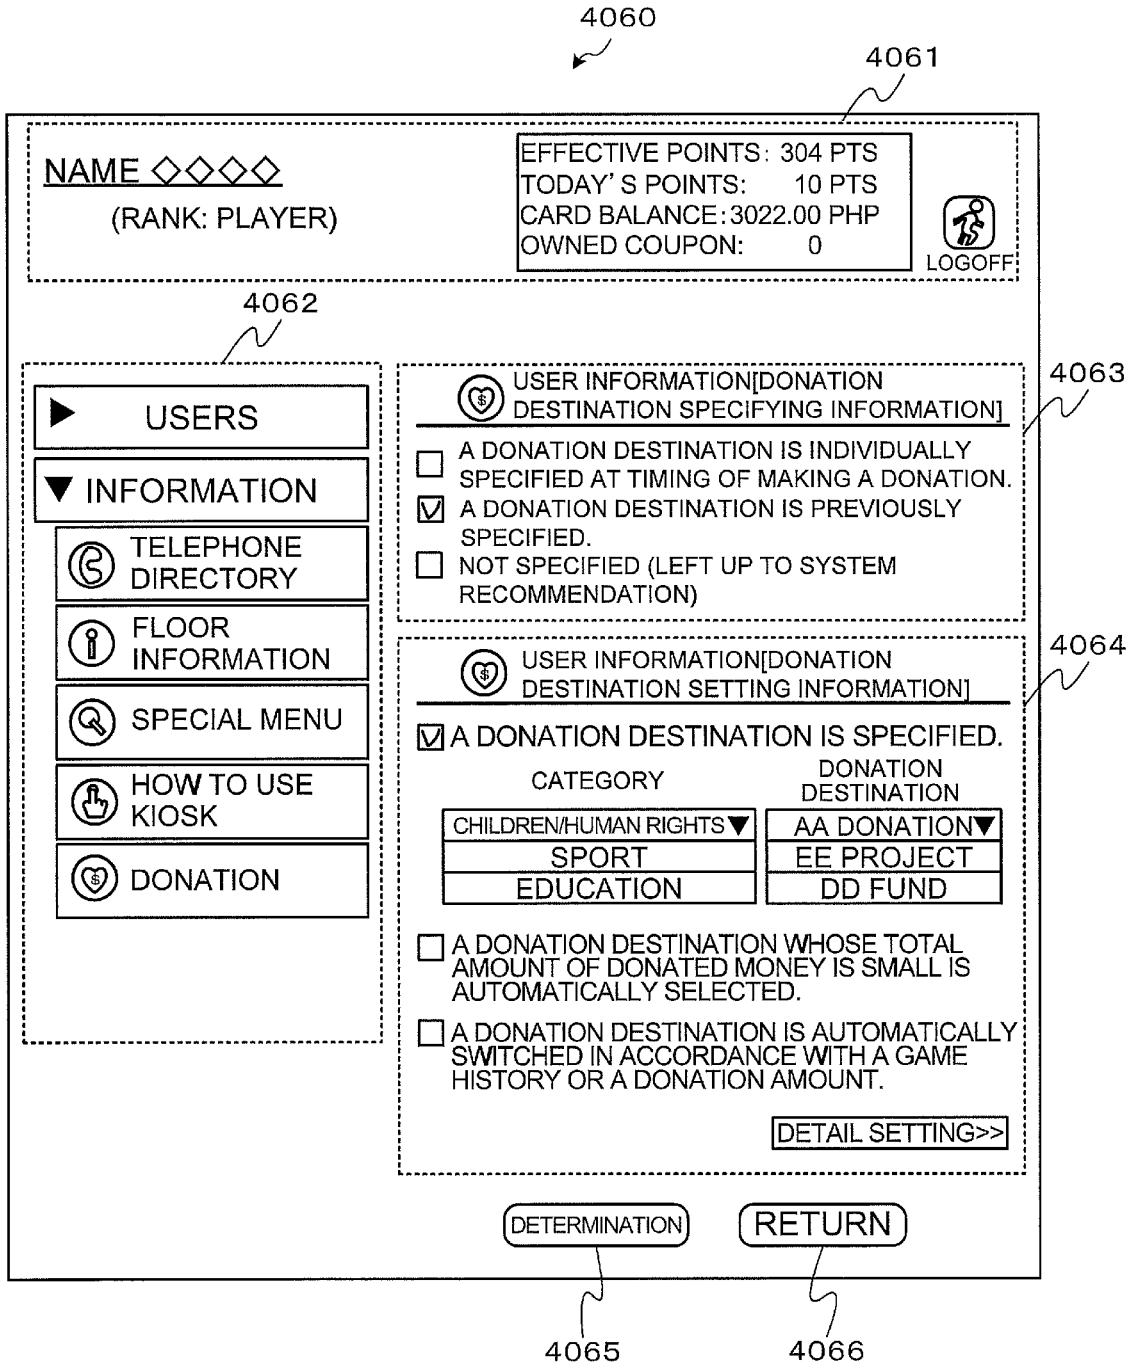 4060
4061
NAME ◇◇◇◇
(RANK: PLAYER)
EFFECTIVE POINTS: 304 PTS
TODAY'S POINTS: 10 PTS
CARD BALANCE: 3022.00 PHP
OWNED COUPON: 0
LOGOFF
4062
▶ USERS
▼ INFORMATION
TELEPHONE
DIRECTORY
FLOOR
INFORMATION
SPECIAL MENU
HOW TO USE
KIOSK
DONATION
4063
USER INFORMATION[DONATION
DESTINATION SPECIFYING INFORMATION]
A DONATION DESTINATION IS INDIVIDUALLY
SPECIFIED AT TIMING OF MAKING A DONATION.
A DONATION DESTINATION IS PREVIOUSLY
SPECIFIED.
NOT SPECIFIED (LEFT UP TO SYSTEM
RECOMMENDATION)
4064
USER INFORMATION[DONATION
DESTINATION SETTING INFORMATION]
A DONATION DESTINATION IS SPECIFIED.
CATEGORY
DONATION
DESTINATION
CHILDREN/HUMAN RIGHTS▼ AA DONATION▼
SPORT EE PROJECT
EDUCATION DD FUND
A DONATION DESTINATION WHOSE TOTAL
AMOUNT OF DONATED MONEY IS SMALL IS
AUTOMATICALLY SELECTED.
A DONATION DESTINATION IS AUTOMATICALLY
SWITCHED IN ACCORDANCE WITH A GAME
HISTORY OR A DONATION AMOUNT.
DETAIL SETTING>>
DETERMINATION RETURN
4065 4066